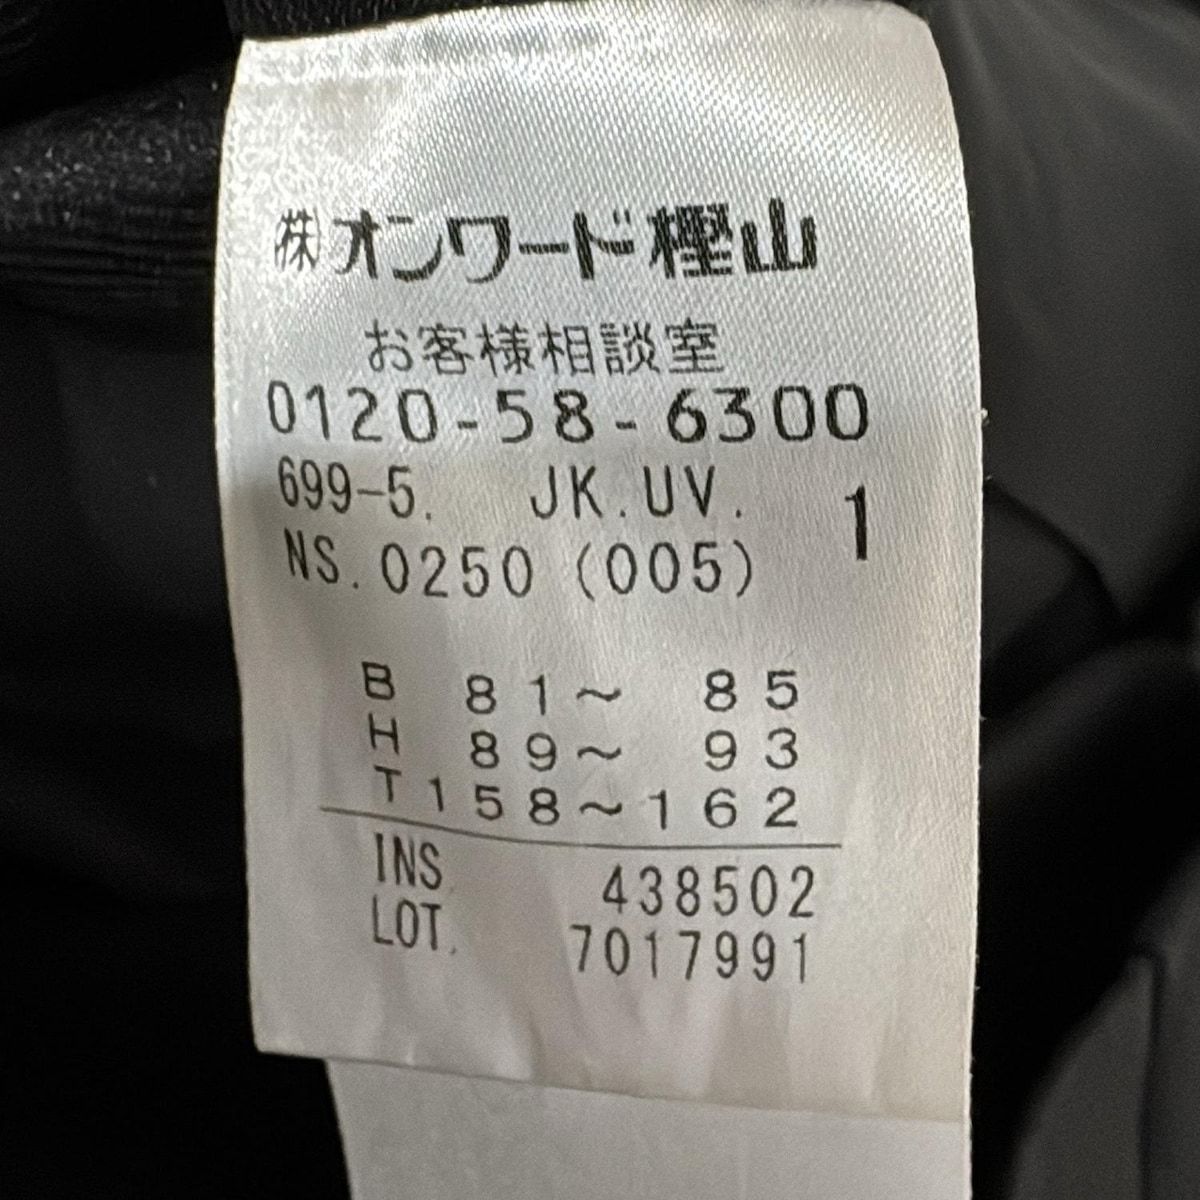 ㈱オンワード樫山
お客様相談室
0120-58-6300
699-5. JK.UV. 1
NS.0250 (005)
B 81~ 85
H 89~ 93
T158~162
INS. 438502
LOT. 7017991